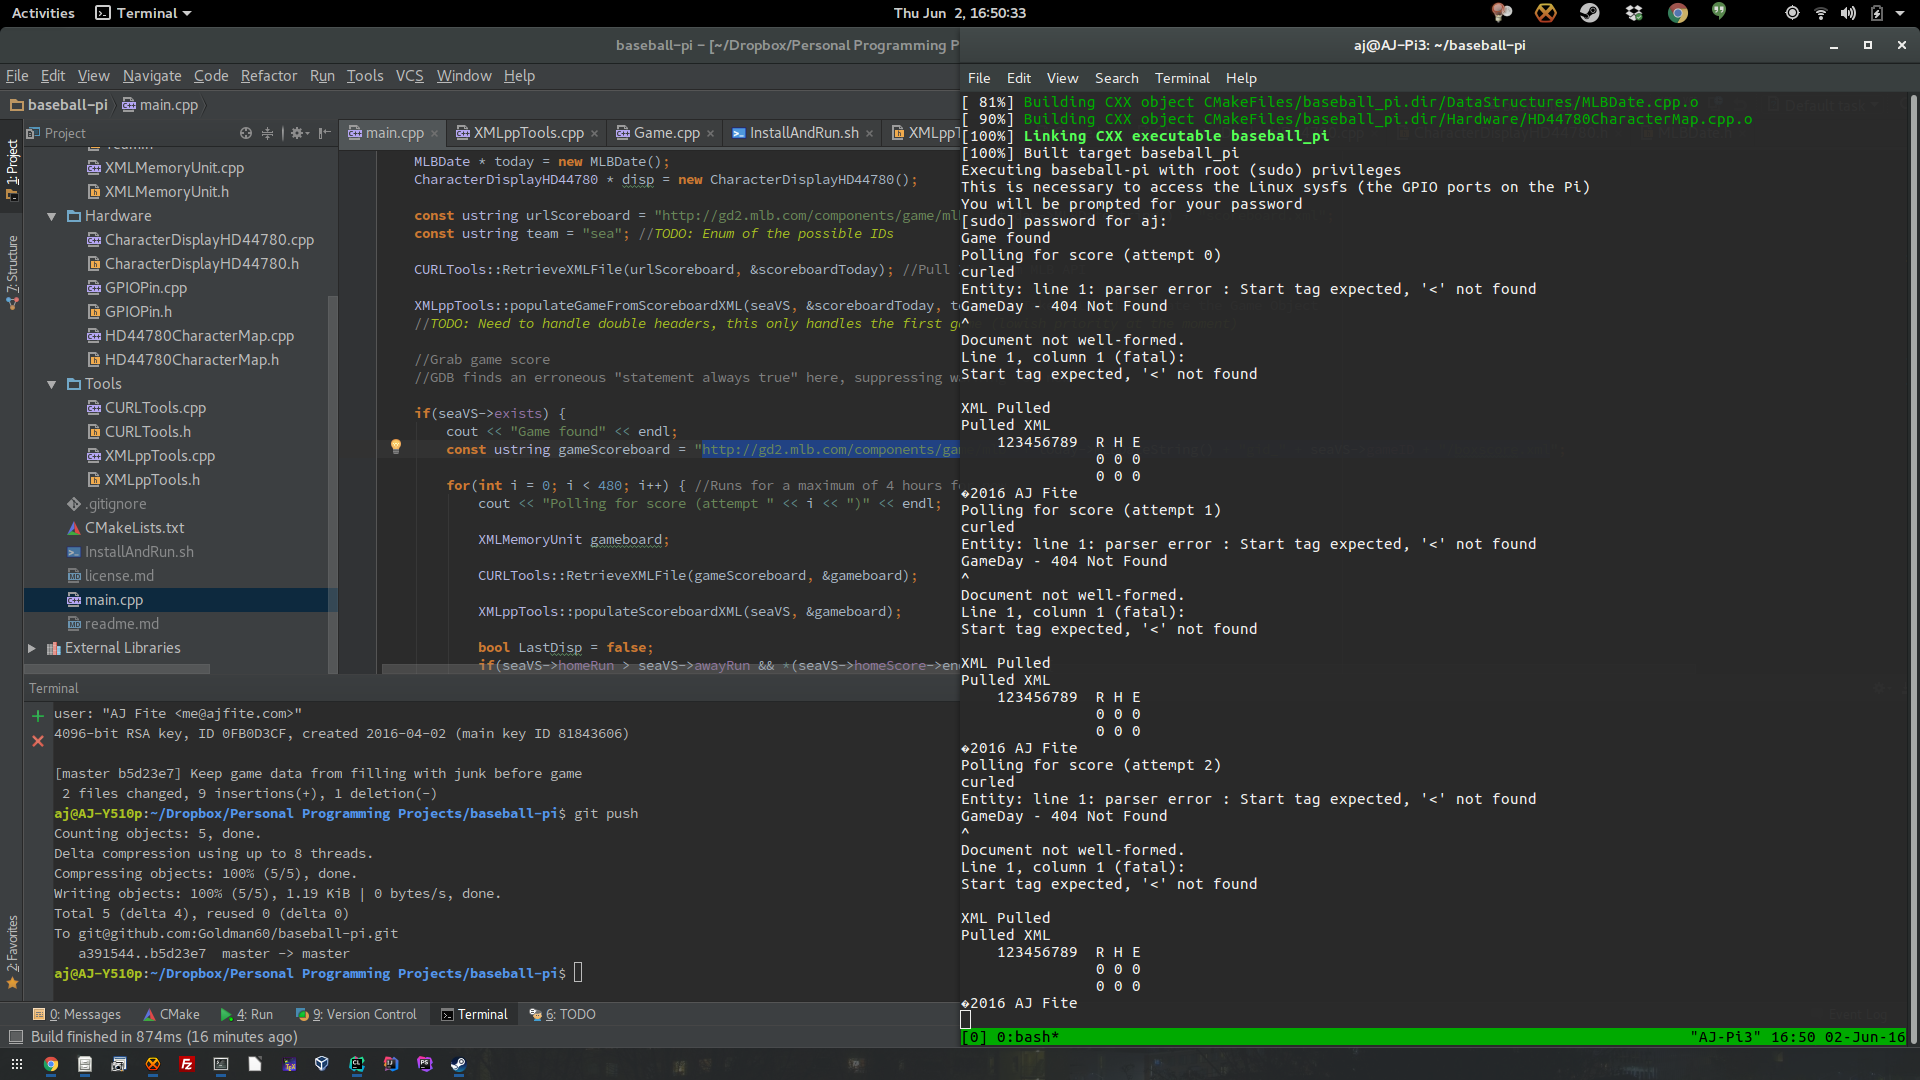 Activities
Terminal
Thu Jun  2, 16:50:33
baseball-pi – [~/Dropbox/Personal Programming P
File Edit View Navigate Code Refactor Run Tools VCS Window Help
baseball-pi
main.cpp
Project
main.cpp
XMLppTools.cpp
Game.cpp
InstallAndRun.sh
XMLppT
1: Project
7: Structure
2: Favorites
XMLMemoryUnit.cpp
XMLMemoryUnit.h
Hardware
CharacterDisplayHD44780.cpp
CharacterDisplayHD44780.h
GPIOPin.cpp
GPIOPin.h
HD44780CharacterMap.cpp
HD44780CharacterMap.h
Tools
CURLTools.cpp
CURLTools.h
XMLppTools.cpp
XMLppTools.h
.gitignore
CMakeLists.txt
InstallAndRun.sh
license.md
main.cpp
readme.md
External Libraries
MLBDate * today = new MLBDate();
CharacterDisplayHD44780 * disp = new CharacterDisplayHD44780();
const ustring urlScoreboard = "http://gd2.mlb.com/components/game/ml
const ustring team = "sea"; //TODO: Enum of the possible IDs
CURLTools::RetrieveXMLFile(urlScoreboard, &scoreboardToday); //Pull
XMLppTools::populateGameFromScoreboardXML(seaVS, &scoreboardToday, t
//TODO: Need to handle double headers, this only handles the first g
//Grab game score
//GDB finds an erroneous "statement always true" here, suppressing w
if(seaVS->exists) {
cout << "Game found" << endl;
const ustring gameScoreboard = "http://gd2.mlb.com/components/ga
for(int i = 0; i < 480; i++) { //Runs for a maximum of 4 hours f
cout << "Polling for score (attempt " << i << ")" << endl;
XMLMemoryUnit gameboard;
CURLTools::RetrieveXMLFile(gameScoreboard, &gameboard);
XMLppTools::populateScoreboardXML(seaVS, &gameboard);
bool LastDisp = false;
if(seaVS->homeRun > seaVS->awayRun && *(seaVS->homeScore->en
Terminal
user: "AJ Fite <me@ajfite.com>"
4096-bit RSA key, ID 0FB0D3CF, created 2016-04-02 (main key ID 81843606)
[master b5d23e7] Keep game data from filling with junk before game
 2 files changed, 9 insertions(+), 1 deletion(-)
aj@AJ-Y510p:~/Dropbox/Personal Programming Projects/baseball-pi$ git push
Counting objects: 5, done.
Delta compression using up to 8 threads.
Compressing objects: 100% (5/5), done.
Writing objects: 100% (5/5), 1.19 KiB | 0 bytes/s, done.
Total 5 (delta 4), reused 0 (delta 0)
To git@github.com:Goldman60/baseball-pi.git
   a391544..b5d23e7  master -> master
aj@AJ-Y510p:~/Dropbox/Personal Programming Projects/baseball-pi$
0: Messages
CMake
4: Run
9: Version Control
Terminal
6: TODO
Build finished in 874ms (16 minutes ago)
aj@AJ-Pi3: ~/baseball-pi
File Edit View Search Terminal Help
[ 81%] Building CXX object CMakeFiles/baseball_pi.dir/DataStructures/MLBDate.cpp.o
[ 90%] Building CXX object CMakeFiles/baseball_pi.dir/Hardware/HD44780CharacterMap.cpp.o
[100%] Linking CXX executable baseball_pi
[100%] Built target baseball_pi
Executing baseball-pi with root (sudo) privileges
This is necessary to access the Linux sysfs (the GPIO ports on the Pi)
You will be prompted for your password
[sudo] password for aj:
Game found
Polling for score (attempt 0)
curled
Entity: line 1: parser error : Start tag expected, '<' not found
GameDay - 404 Not Found
^
Document not well-formed.
Line 1, column 1 (fatal):
Start tag expected, '<' not found
XML Pulled
Pulled XML
    123456789  R H E
               0 0 0
               0 0 0
�2016 AJ Fite
Polling for score (attempt 1)
curled
Entity: line 1: parser error : Start tag expected, '<' not found
GameDay - 404 Not Found
^
Document not well-formed.
Line 1, column 1 (fatal):
Start tag expected, '<' not found
XML Pulled
Pulled XML
    123456789  R H E
               0 0 0
               0 0 0
�2016 AJ Fite
Polling for score (attempt 2)
curled
Entity: line 1: parser error : Start tag expected, '<' not found
GameDay - 404 Not Found
^
Document not well-formed.
Line 1, column 1 (fatal):
Start tag expected, '<' not found
XML Pulled
Pulled XML
    123456789  R H E
               0 0 0
               0 0 0
�2016 AJ Fite
[0] 0:bash*
"AJ-Pi3" 16:50 02-Jun-16